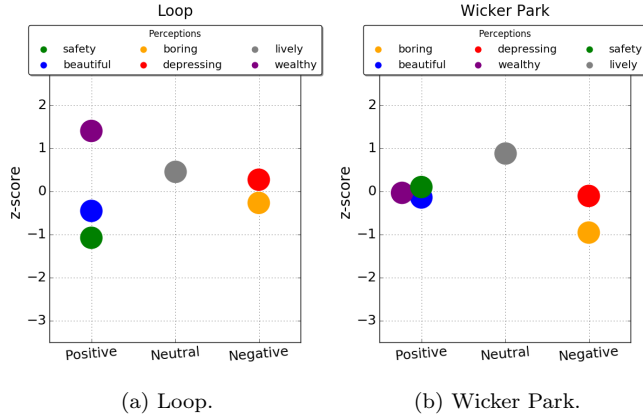 Loop
Perceptions
safety boring lively
beautiful depressing wealthy
z-score
2
1
0
−1
−2
−3
Positive Neutral Negative
(a) Loop.
Wicker Park
Perceptions
boring depressing safety
beautiful wealthy lively
z-score
2
1
0
−1
−2
−3
Positive Neutral Negative
(b) Wicker Park.